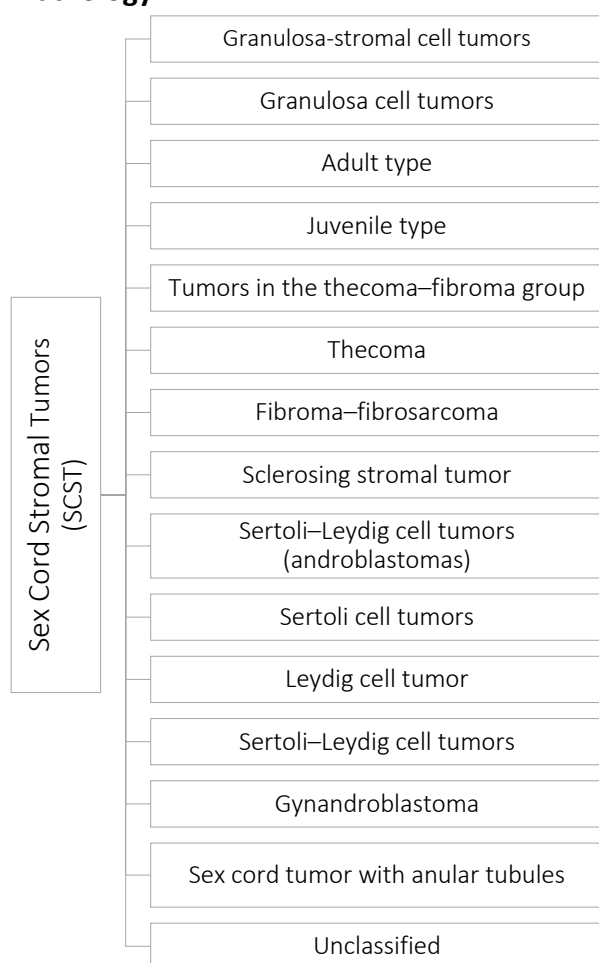 Granulosa-stromal cell tumors
Granulosa cell tumors
Adult type
Juvenile type
Tumors in the thecoma–fibroma group
Thecoma
Fibroma–fibrosarcoma
Sclerosing stromal tumor
Sertoli–Leydig cell tumors
(androblastomas)
Sertoli cell tumors
Leydig cell tumor
Sertoli–Leydig cell tumors
Gynandroblastoma
Sex cord tumor with anular tubules
Unclassified
Sex Cord Stromal Tumors
(SCST)